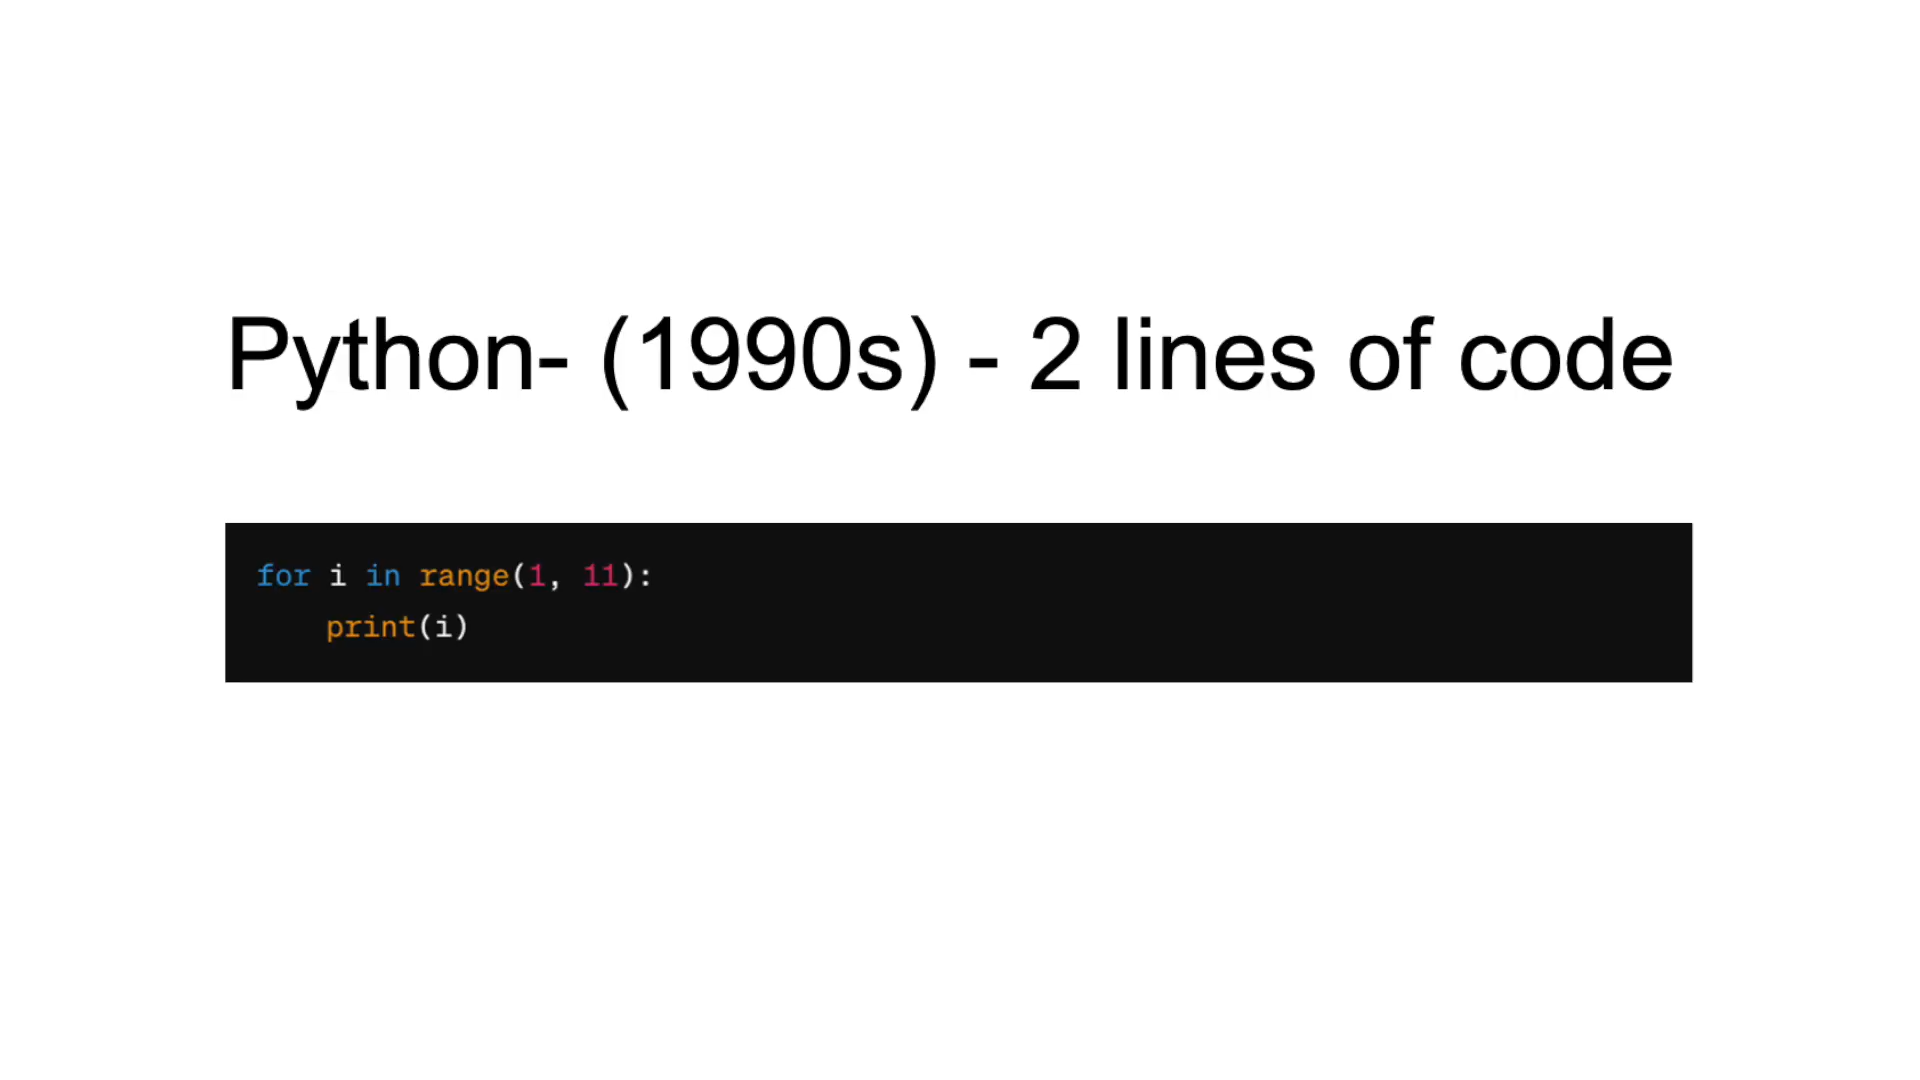 Python- (1990s) - 2 lines of code
for i in range(1, 11):
    print(i)